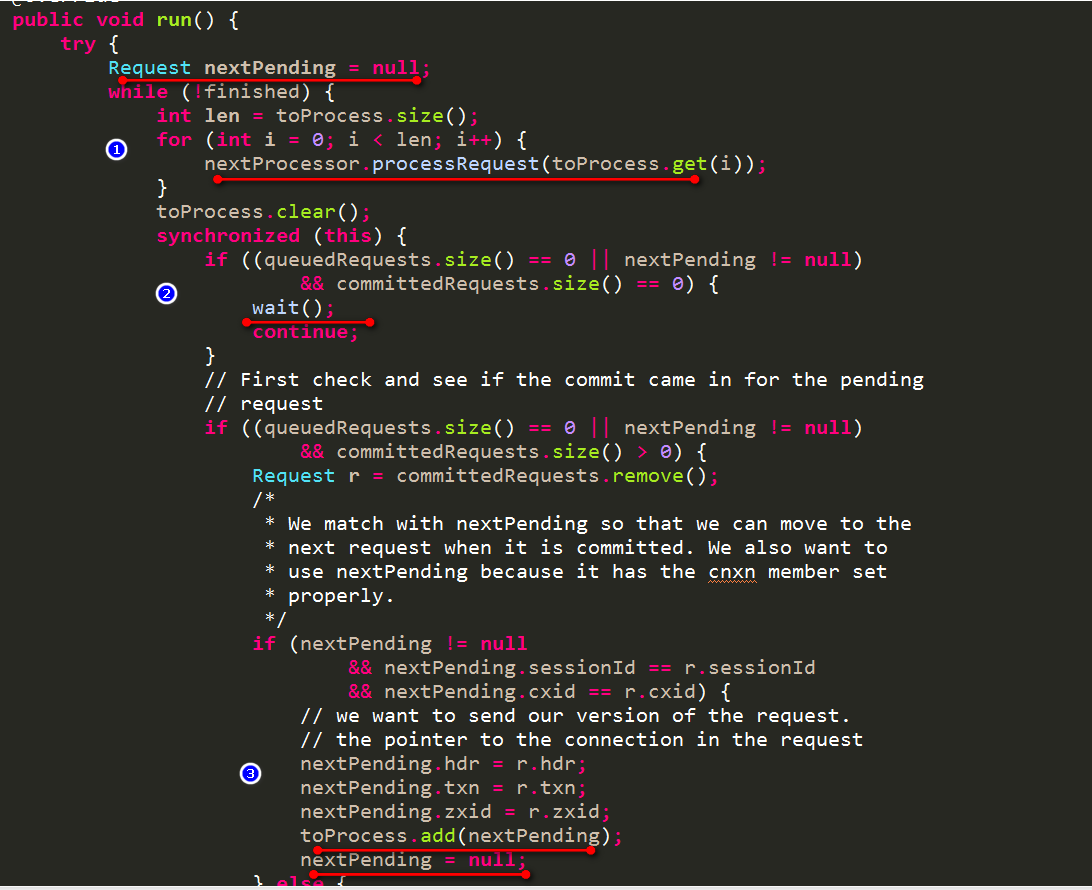 public void run() {
try {
Request nextPending = null;
while (!finished) {
int len = toProcess.size();
1 for (int i = 0; i < len; i++) {
nextProcessor.processRequest(toProcess.get(i));
}
toProcess.clear();
synchronized (this) {
if ((queuedRequests.size() == 0 || nextPending != null)
2 && committedRequests.size() == 0) {
wait();
continue;
}
// First check and see if the commit came in for the pending
// request
if ((queuedRequests.size() == 0 || nextPending != null)
&& committedRequests.size() > 0) {
Request r = committedRequests.remove();
/*
* We match with nextPending so that we can move to the
* next request when it is committed. We also want to
* use nextPending because it has the cnxn member set
* properly.
*/
if (nextPending != null
&& nextPending.sessionId == r.sessionId
&& nextPending.cxid == r.cxid) {
// we want to send our version of the request.
// the pointer to the connection in the request
3 nextPending.hdr = r.hdr;
nextPending.txn = r.txn;
nextPending.zxid = r.zxid;
toProcess.add(nextPending);
nextPending = null;
} else {